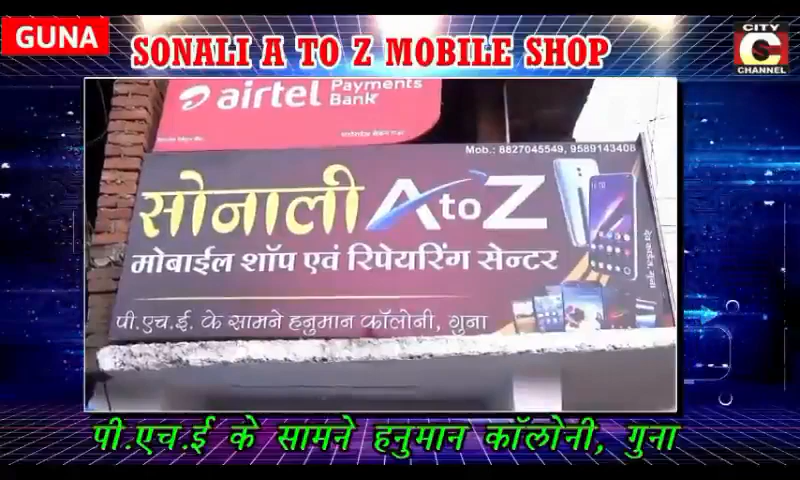 GUNA
SONALI A TO Z MOBILE SHOP
CITY
CHANNEL
airtel Payments Bank
Mob.: 8827045549, 9589143408
सोनाली A to Z
मोबाईल शॉप एवं रिपेयरिंग सेन्टर
पी.एच.ई. के सामने हनुमान कॉलोनी, गुना
पी.एच.ई के सामने हनुमान कॉलोनी, गुना